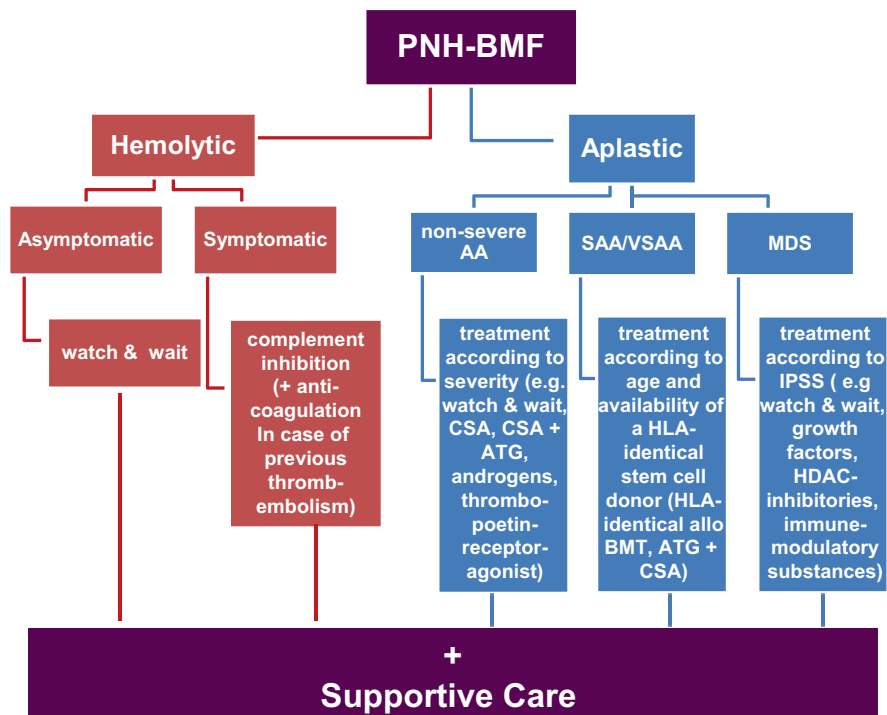 PNH-BMF
Hemolytic
Aplastic
Asymptomatic
Symptomatic
non-severe
AA
SAA/VSAA
MDS
watch & wait
complement
inhibition
(+ anti-
coagulation
In case of
previous
thromb-
embolism)
treatment
according to
severity (e.g.
watch & wait,
CSA, CSA +
ATG,
androgens,
thrombo-
poetin-
receptor-
agonist)
treatment
according to
age and
availability of
a HLA-
identical
stem cell
donor (HLA-
identical allo
BMT, ATG +
CSA)
treatment
according to
IPSS ( e.g
watch & wait,
growth
factors,
HDAC-
inhibitories,
immune-
modulatory
substances)
+
Supportive Care